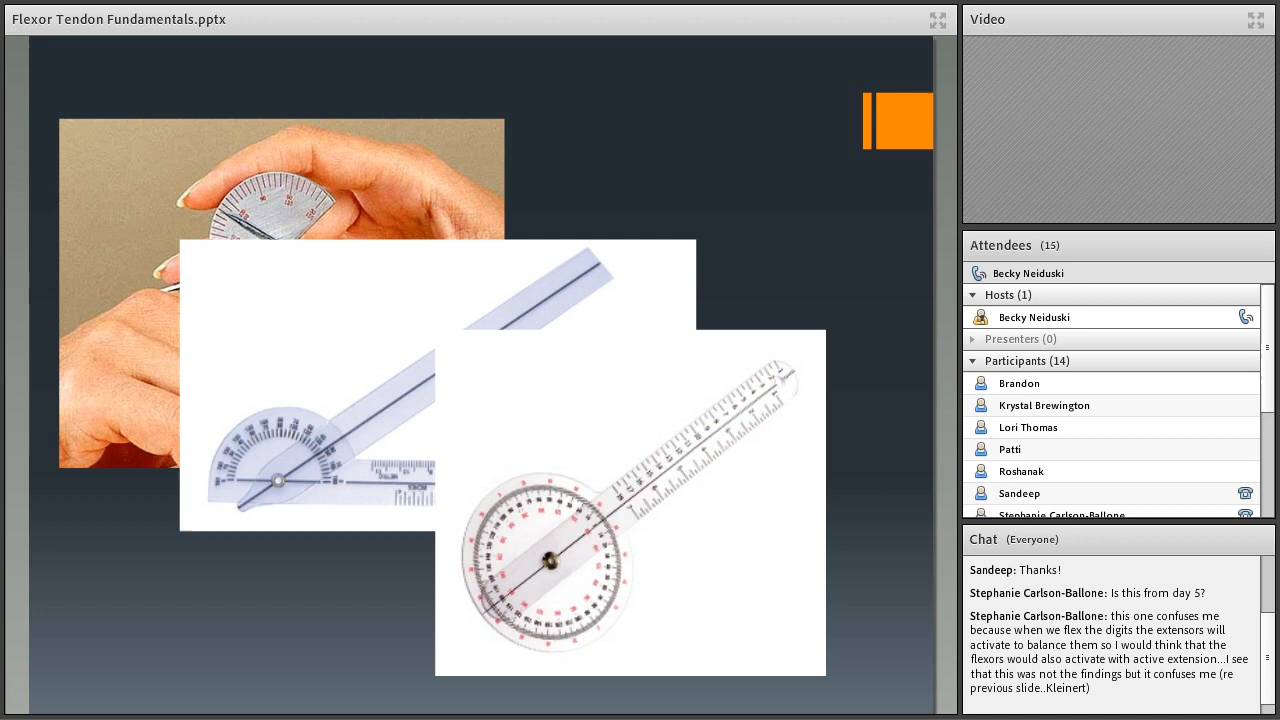 Flexor Tendon Fundamentals.pptx
Video
Attendees (15)
Becky Neiduski
Hosts (1)
Becky Neiduski
Presenters (0)
Participants (14)
Brandon
Krystal Brewington
Lori Thomas
Patti
Roshanak
Sandeep
Stephanie Carlson-Ballone
Chat (Everyone)
Sandeep: Thanks!
Stephanie Carlson-Ballone: Is this from day 5?
Stephanie Carlson-Ballone: this one confuses me
because when we flex the digits the extensors will
activate to balance them so I would think that the
flexors would also activate with active extension...I see
that this was not the findings but it confuses me (re
previous slide..Kleinert)